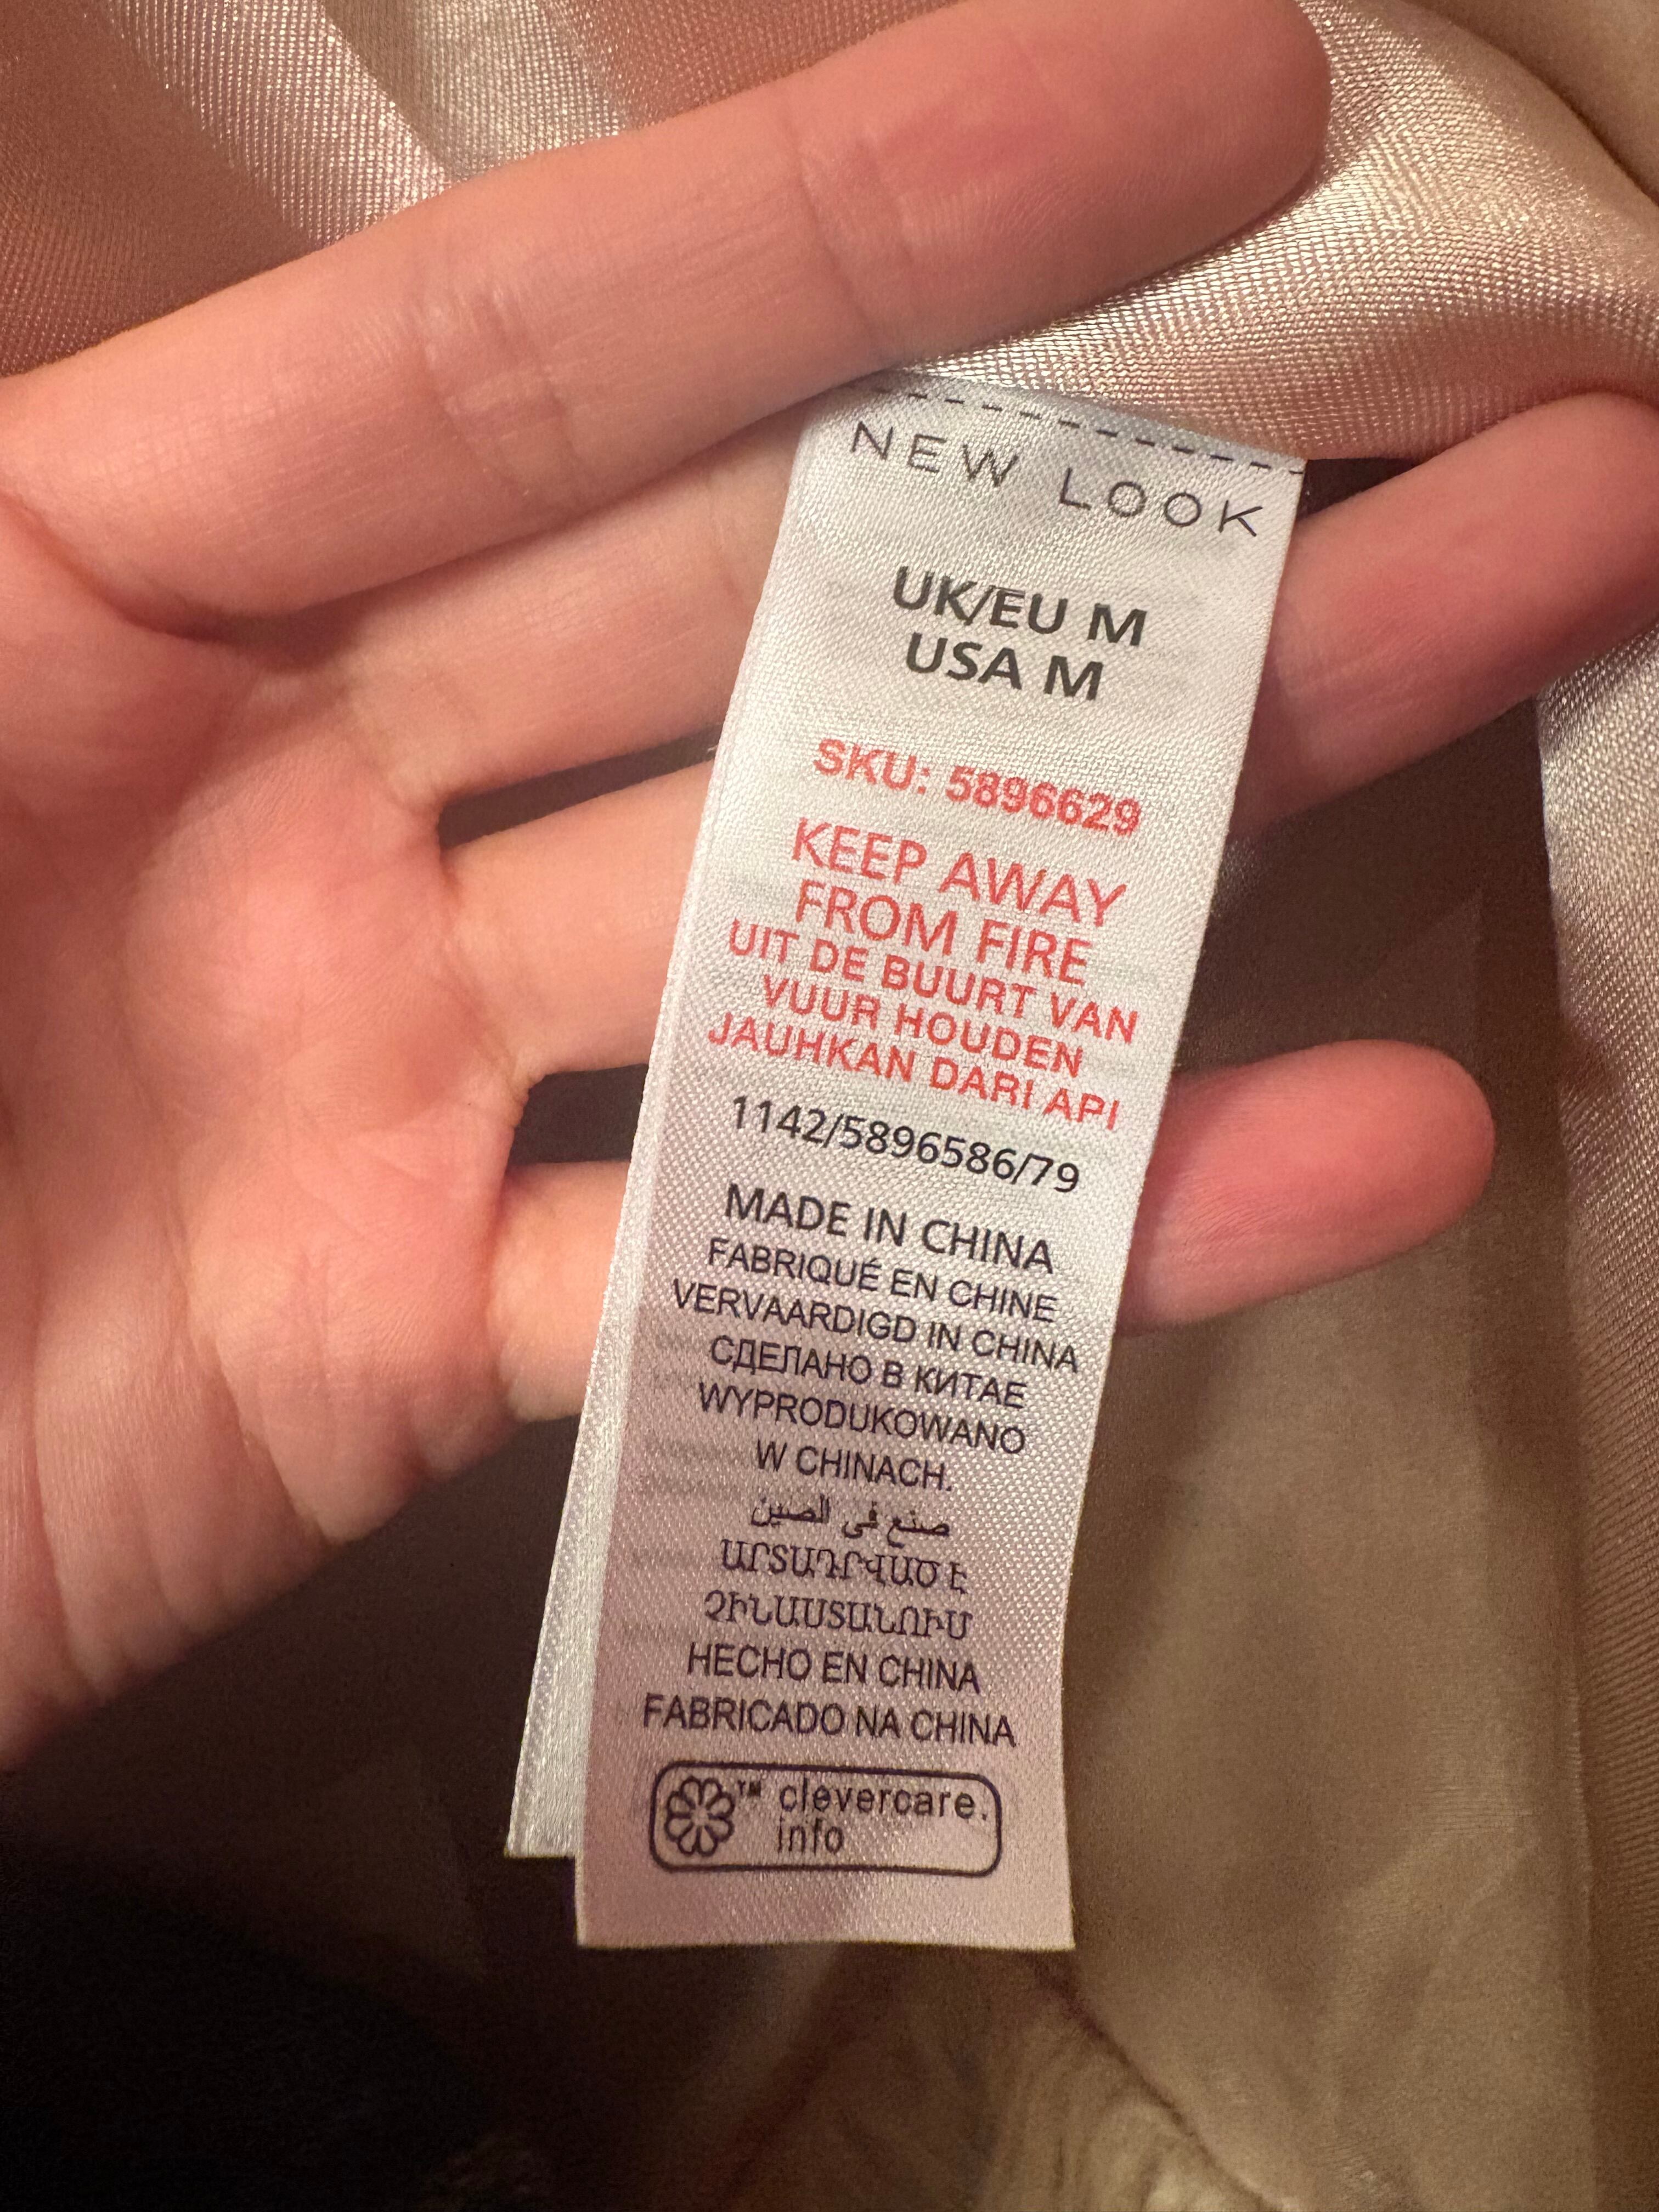 NEW LOOK
UK/EU M
USA M
SKU: 5896629
KEEP AWAY
FROM FIRE
UIT DE BUURT VAN
VUUR HOUDEN
JAUHKAN DARI API
1142/5896586/79
MADE IN CHINA
FABRIQUÉ EN CHINE
VERVAARDIGD IN CHINA
СДЕЛАНО В КИТАЕ
WYPRODUKOWANO
W CHINACH.
صنع في الصين
ԱՐՏԱԴՐՎԱԾ Է
ՉԻՆԱՍՏԱՆՈՒՄ
HECHO EN CHINA
FABRICADO NA CHINA
™ clevercare.
info